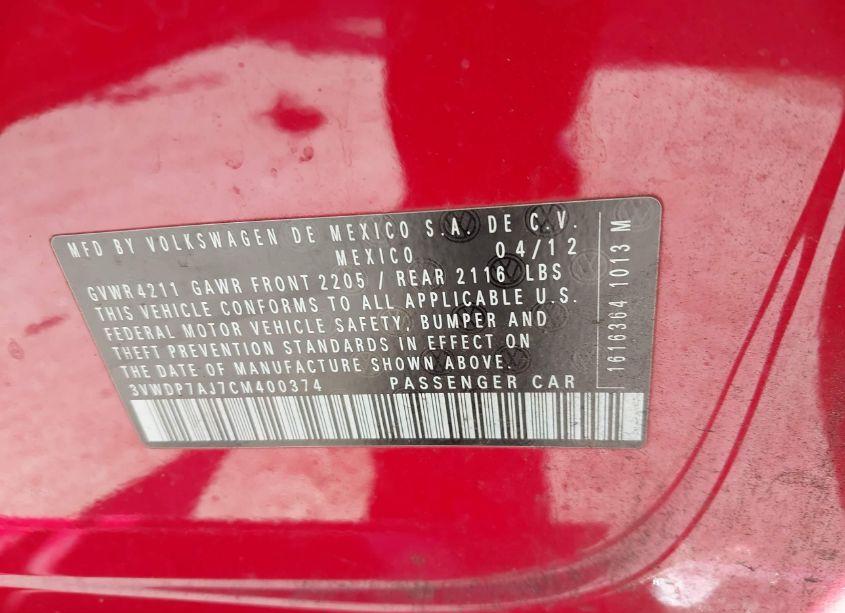 MFD BY VOLKSWAGEN DE MEXICO S.A. DE C.V.
MEXICO 04/12
GVWR 4211 GAWR FRONT 2205 / REAR 2116 LBS
THIS VEHICLE CONFORMS TO ALL APPLICABLE U.S.
FEDERAL MOTOR VEHICLE SAFETY, BUMPER AND
THEFT PREVENTION STANDARDS IN EFFECT ON
THE DATE OF MANUFACTURE SHOWN ABOVE.
3VWDP7AJ7CM400374 PASSENGER CAR
1616364 1013 M